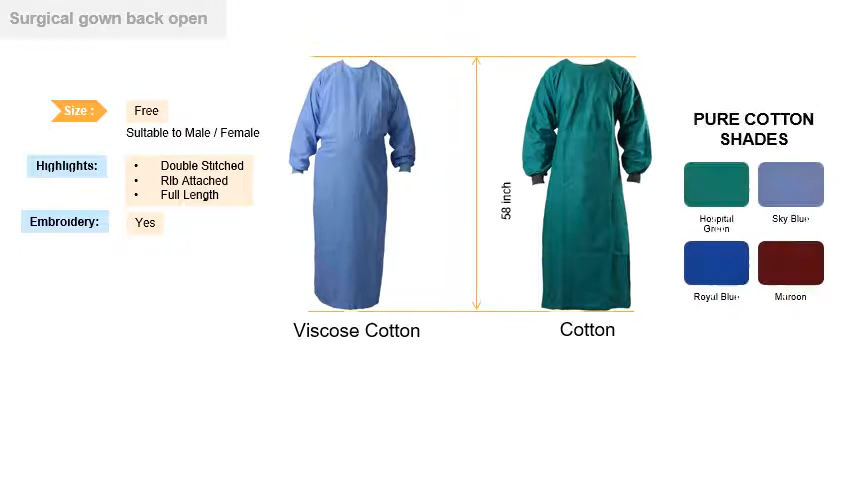 Surgical gown back open
Size :
Free
Suitable to Male / Female
Highlights:
• Double Stitched
• Rib Attached
• Full Length
Embroidery:
Yes
58 inch
Viscose Cotton
Cotton
PURE COTTON
SHADES
Hospital
Green
Sky Blue
Royal Blue
Maroon